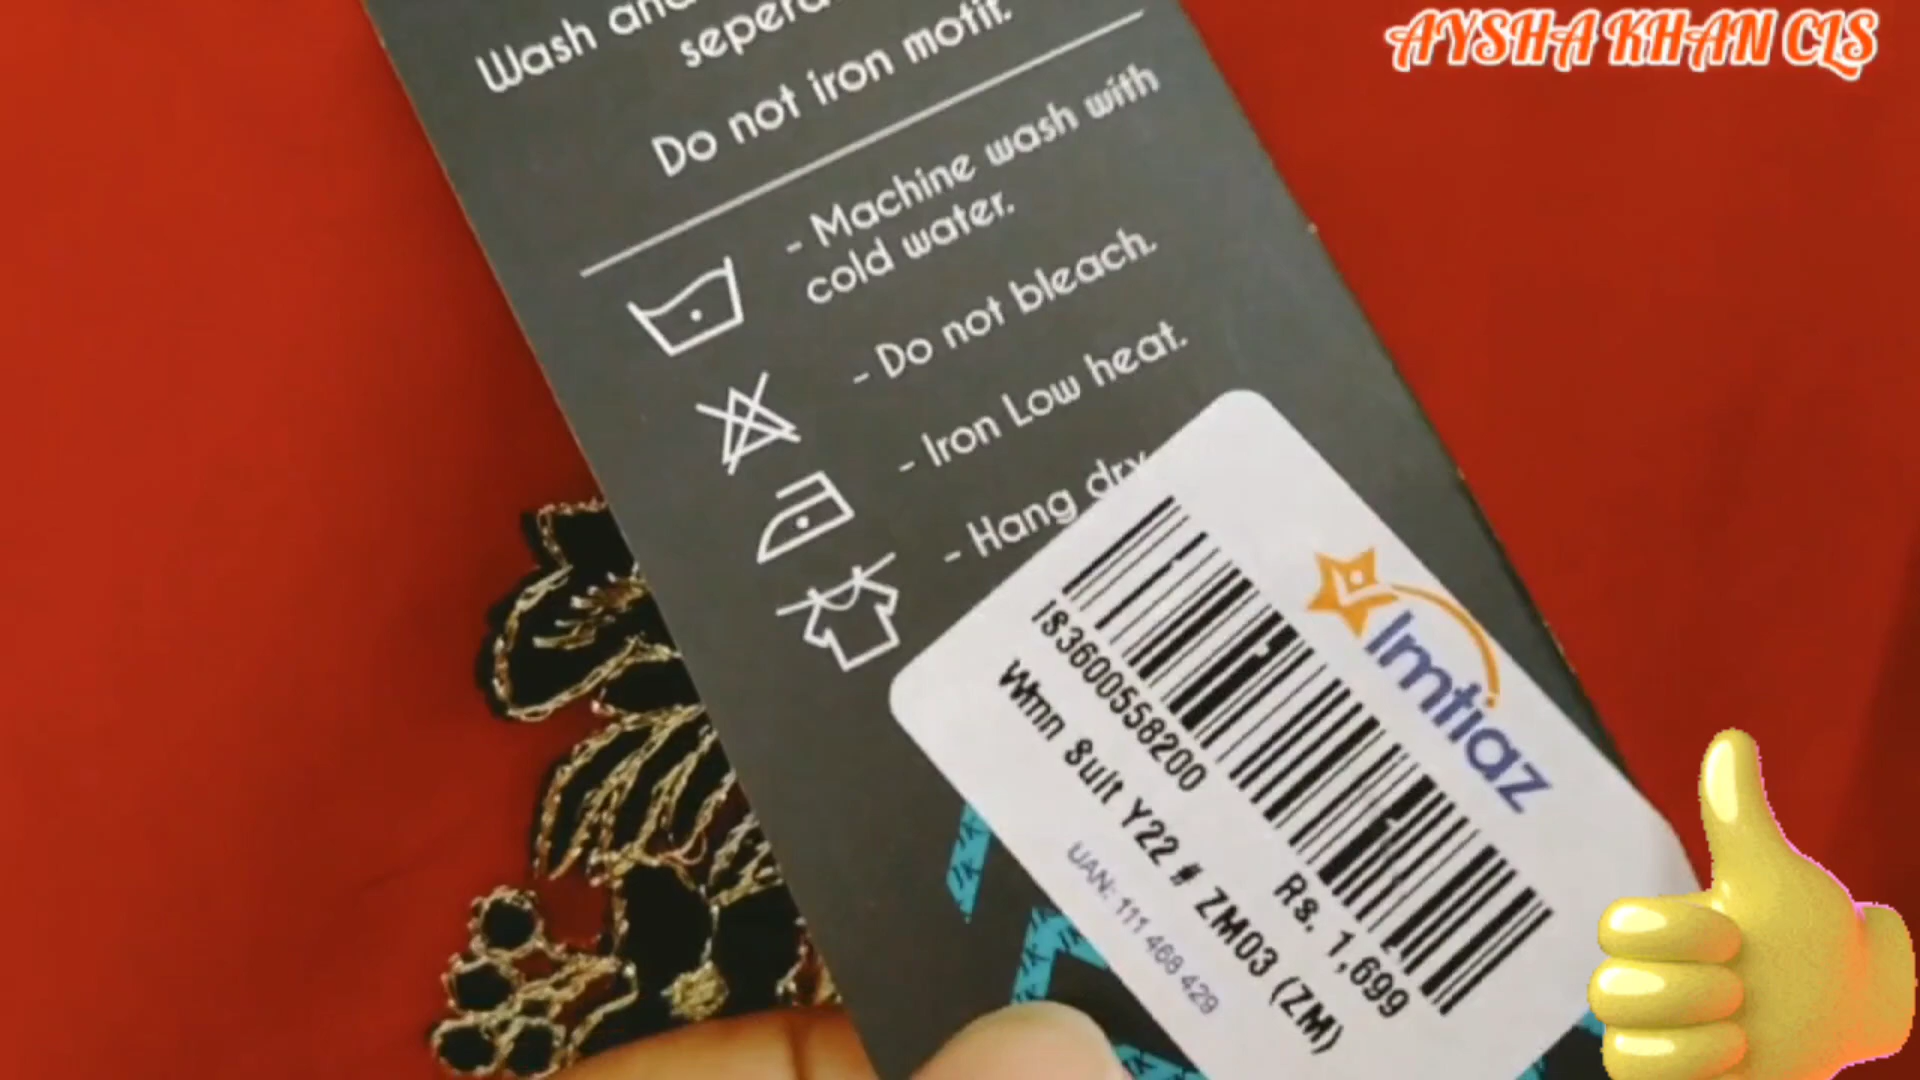 AYSHA KHAN CLS
Wash and
Do not iron motif.
- Machine wash with
cold water.
- Do not bleach.
- Iron Low heat.
- Hang dry
Imtiaz
IS3600558200
Wmn Suit Y22 # ZM03 (ZM)
Rs. 1,699
UAN: 111 468 429